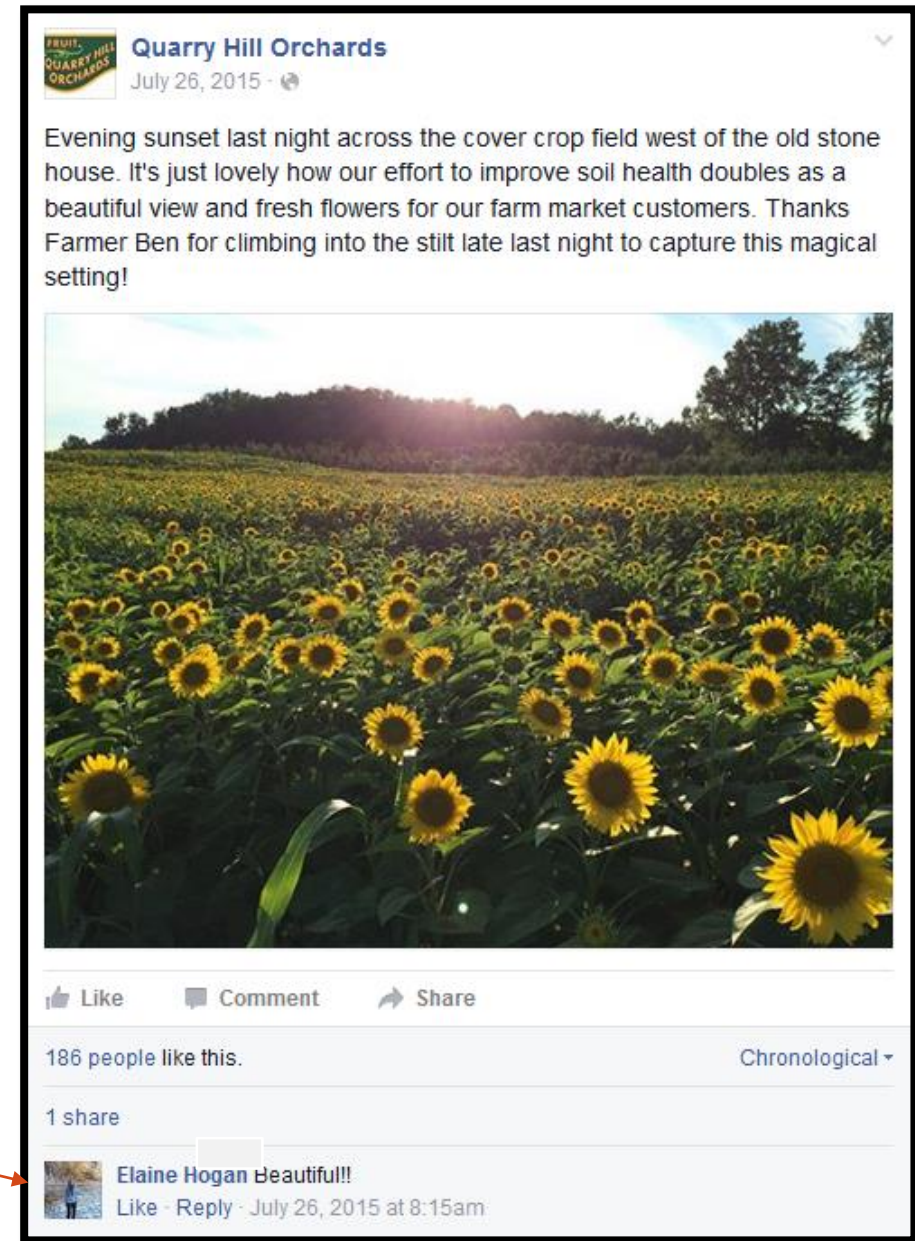 FRUIT,
QUARRY HILL
ORCHARDS
Quarry Hill Orchards
July 26, 2015 ·
Evening sunset last night across the cover crop field west of the old stone
house. It's just lovely how our effort to improve soil health doubles as a
beautiful view and fresh flowers for our farm market customers. Thanks
Farmer Ben for climbing into the stilt late last night to capture this magical
setting!
Like Comment Share
186 people like this. Chronological
1 share
Elaine Hogan Beautiful!!
Like · Reply · July 26, 2015 at 8:15am